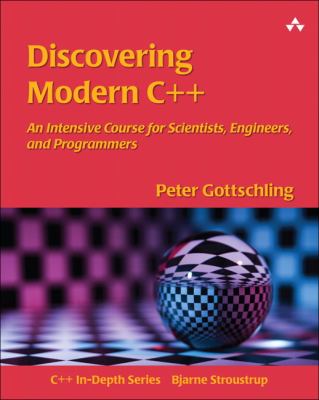 Discovering
Modern C++
An Intensive Course for Scientists, Engineers,
and Programmers
Peter Gottschling
C++ In-Depth Series Bjarne Stroustrup